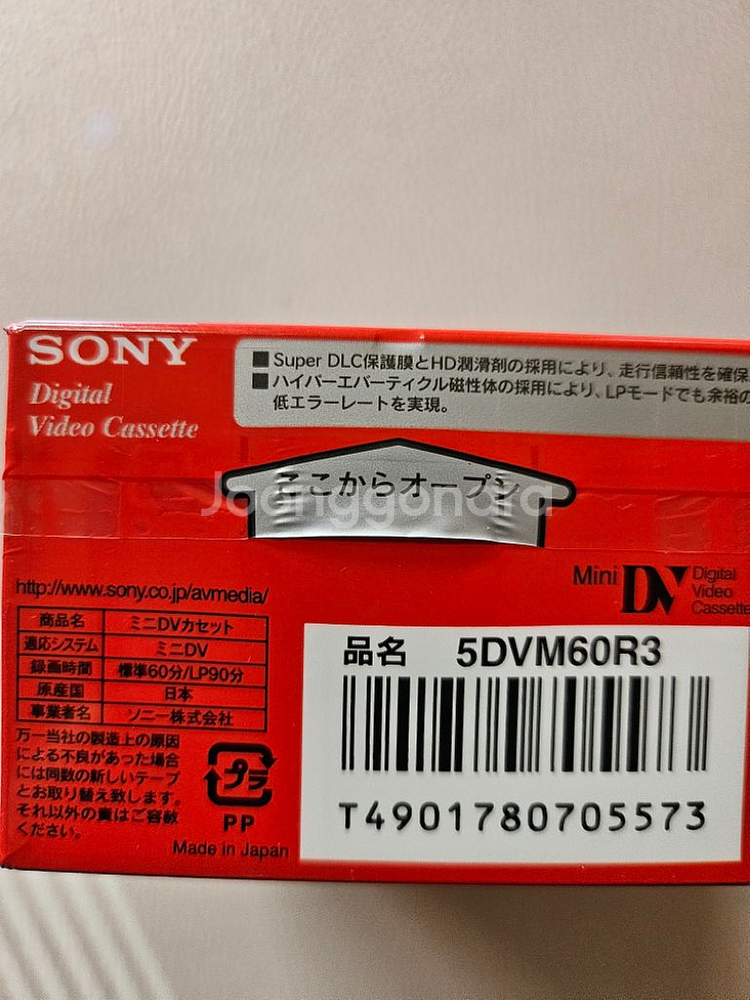 SONY
Digital
Video Cassette
■Super DLC保護膜とHD潤滑剤の採用により、走行信頼性を確保
■ハイパーエバーティクル磁性体の採用により、LPモードでも余裕の
低エラーレートを実現。
ここからオープン
Joonggonara
Mini DV Digital
Video
Cassette
http://www.sony.co.jp/avmedia/
商品名 ミニDVカセット
適応システム ミニDV
録画時間 標準60分/LP90分
原産国 日本
事業者名 ソニー株式会社
万一当社の製造上の原因
による不良があった場合
には同数の新しいテープ
とお取り替え致します。
それ以外の責はご容赦
ください。
プラ
PP
Made in Japan
品名 5DVM60R3
T4901780705573